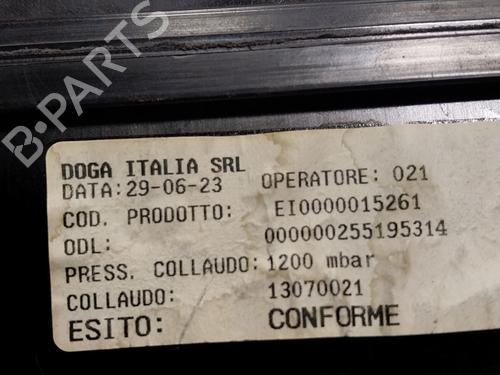 DOGA ITALIA SRL
DATA:29-06-23 OPERATORE: 021
COD. PRODOTTO: EI0000015261
ODL: 000000255195314
PRESS. COLLAUDO: 1200 mbar
COLLAUDO: 13070021
ESITO: CONFORME
B-PARTS